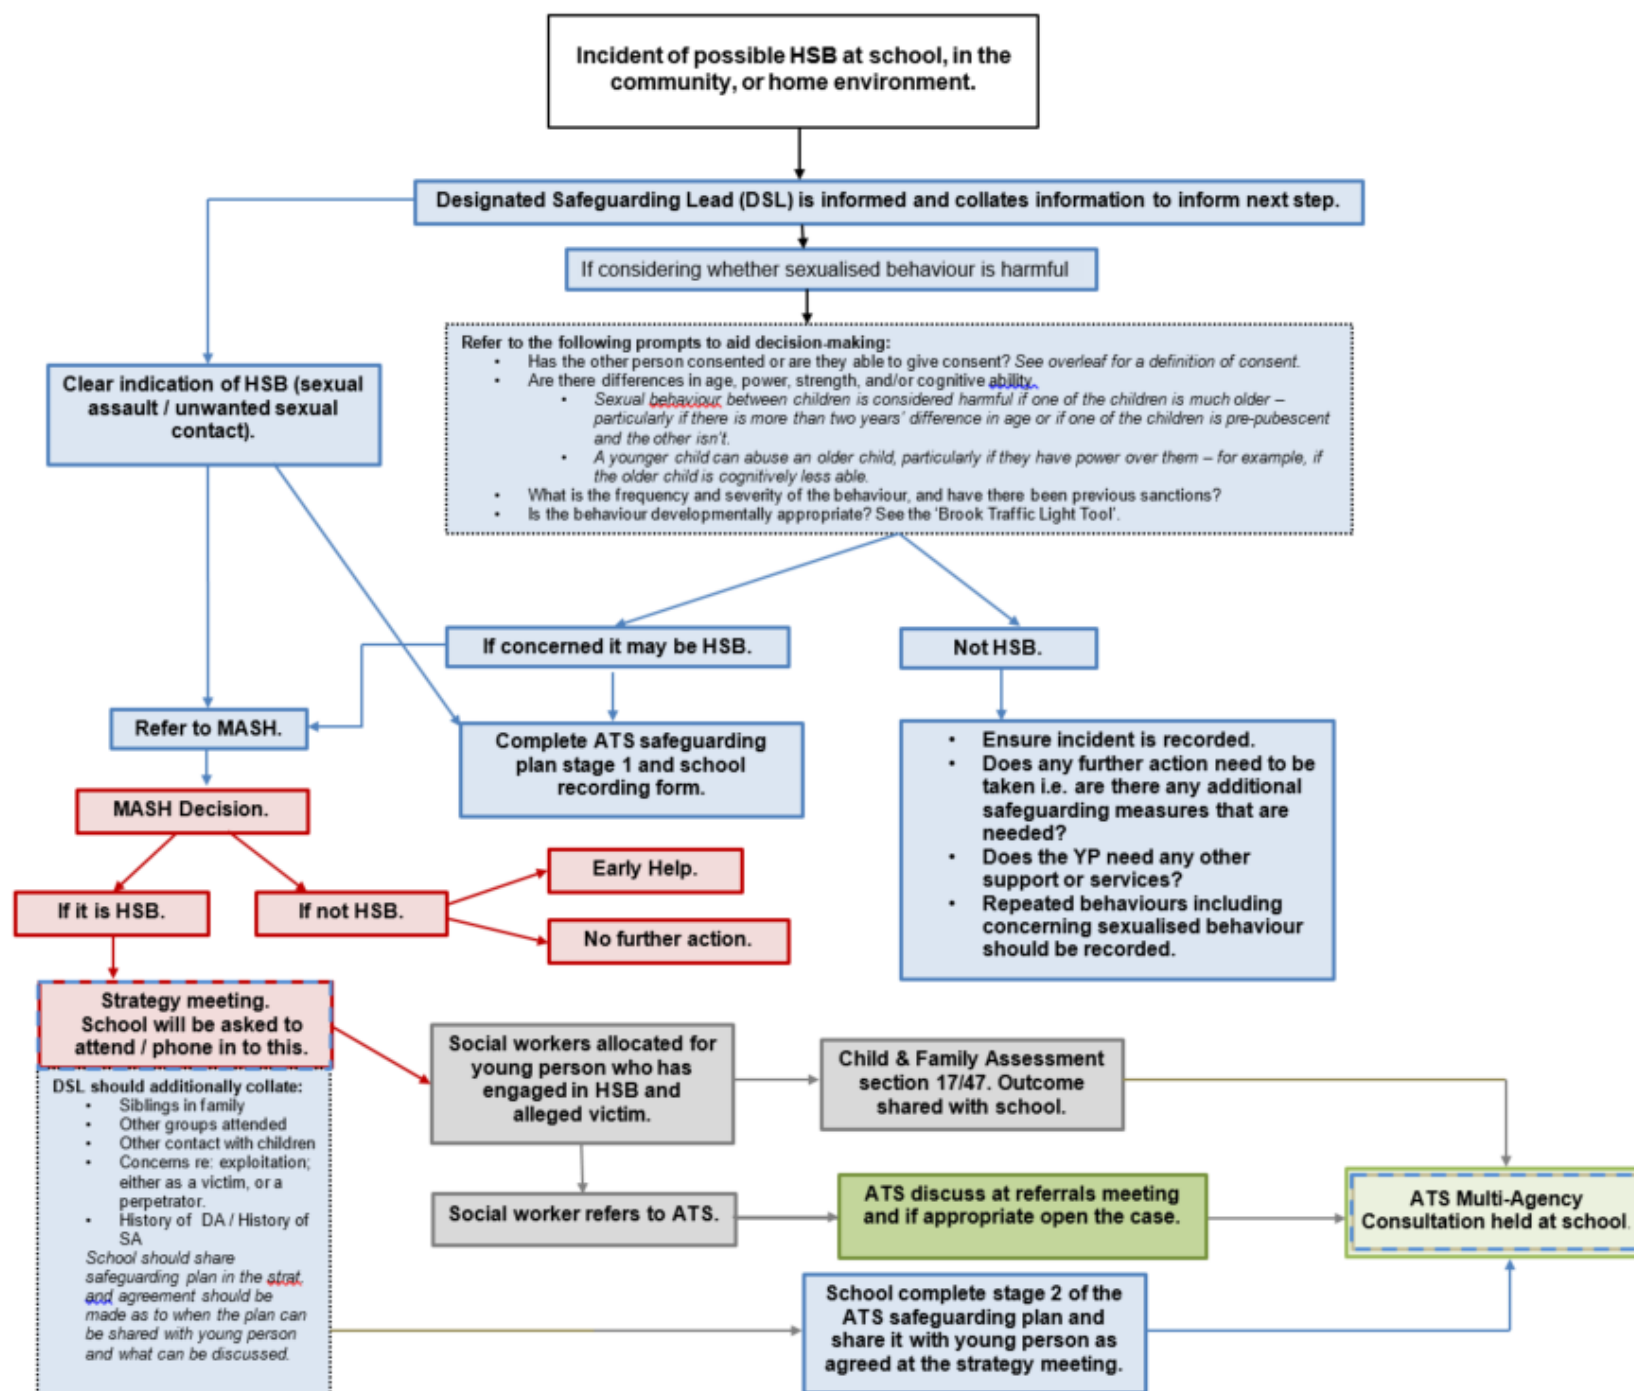 Incident of possible HSB at school, in the
community, or home environment.
Designated Safeguarding Lead (DSL) is informed and collates information to inform next step.
If considering whether sexualised behaviour is harmful
Refer to the following prompts to aid decision-making:
• Has the other person consented or are they able to give consent? See overleaf for a definition of consent.
• Are there differences in age, power, strength, and/or cognitive ability.
• Sexual behaviour between children is considered harmful if one of the children is much older –
particularly if there is more than two years' difference in age or if one of the children is pre-pubescent
and the other isn't.
• A younger child can abuse an older child, particularly if they have power over them – for example, if
the older child is cognitively less able.
• What is the frequency and severity of the behaviour, and have there been previous sanctions?
• Is the behaviour developmentally appropriate? See the 'Brook Traffic Light Tool'.
Clear indication of HSB (sexual
assault / unwanted sexual
contact).
If concerned it may be HSB.
Not HSB.
Refer to MASH.
Complete ATS safeguarding
plan stage 1 and school
recording form.
• Ensure incident is recorded.
• Does any further action need to be
taken i.e. are there any additional
safeguarding measures that are
needed?
• Does the YP need any other
support or services?
• Repeated behaviours including
concerning sexualised behaviour
should be recorded.
MASH Decision.
If it is HSB.
If not HSB.
Early Help.
No further action.
Strategy meeting.
School will be asked to
attend / phone in to this.
DSL should additionally collate:
• Siblings in family
• Other groups attended
• Other contact with children
• Concerns re: exploitation;
either as a victim, or a
perpetrator.
• History of DA / History of
SA
School should share
safeguarding plan in the strat
and agreement should be
made as to when the plan can
be shared with young person
and what can be discussed.
Social workers allocated for
young person who has
engaged in HSB and
alleged victim.
Child & Family Assessment
section 17/47. Outcome
shared with school.
Social worker refers to ATS.
ATS discuss at referrals meeting
and if appropriate open the case.
ATS Multi-Agency
Consultation held at school.
School complete stage 2 of the
ATS safeguarding plan and
share it with young person as
agreed at the strategy meeting.